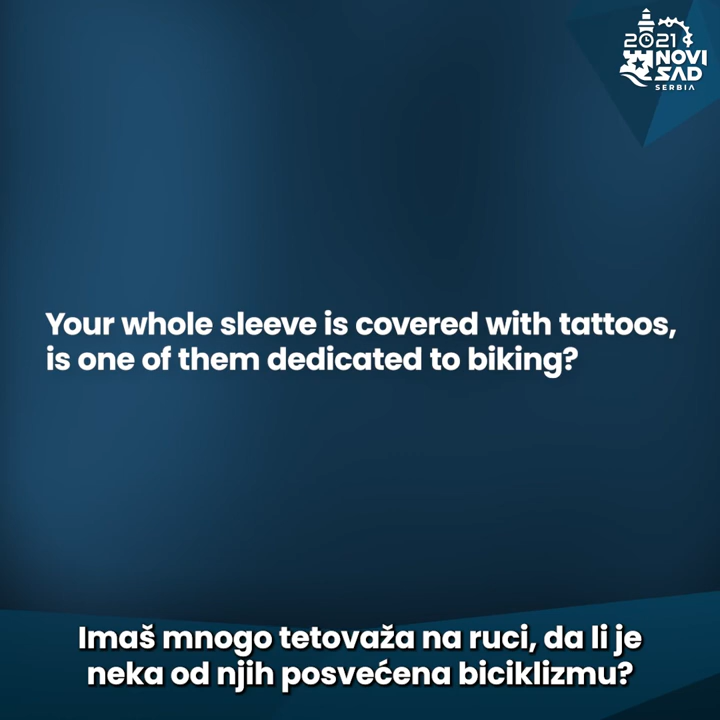 2021
NOVI
SAD
SERBIA
Your whole sleeve is covered with tattoos,
is one of them dedicated to biking?
Imaš mnogo tetovaža na ruci, da li je
neka od njih posvećena biciklizmu?